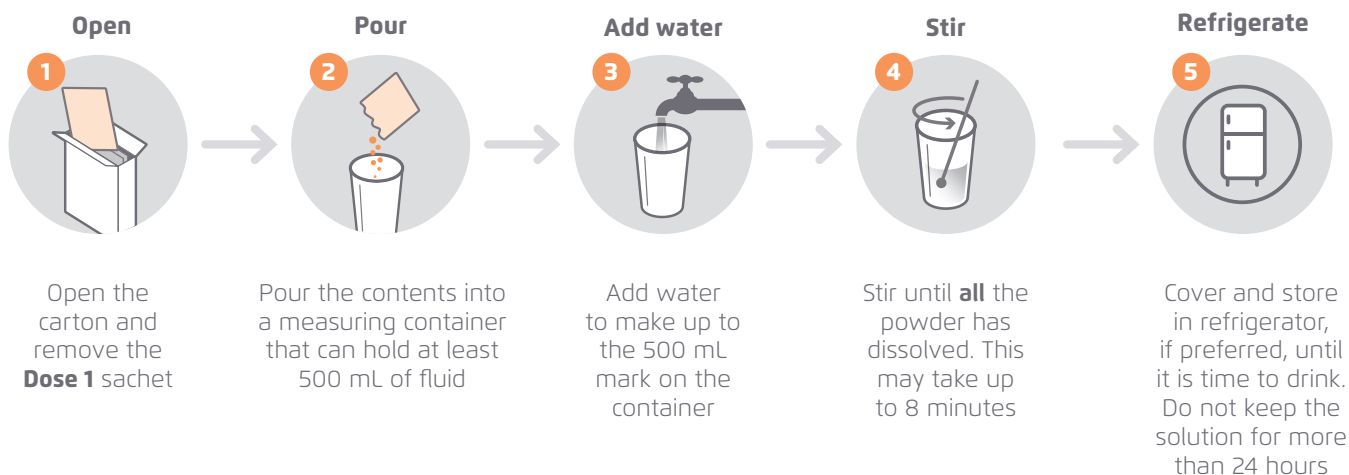 Open
1
Open the
carton and
remove the
Dose 1 sachet
Pour
2
Pour the contents into
a measuring container
that can hold at least
500 mL of fluid
Add water
3
Add water
to make up to
the 500 mL
mark on the
container
Stir
4
Stir until all the
powder has
dissolved. This
may take up
to 8 minutes
Refrigerate
5
Cover and store
in refrigerator,
if preferred, until
it is time to drink.
Do not keep the
solution for more
than 24 hours